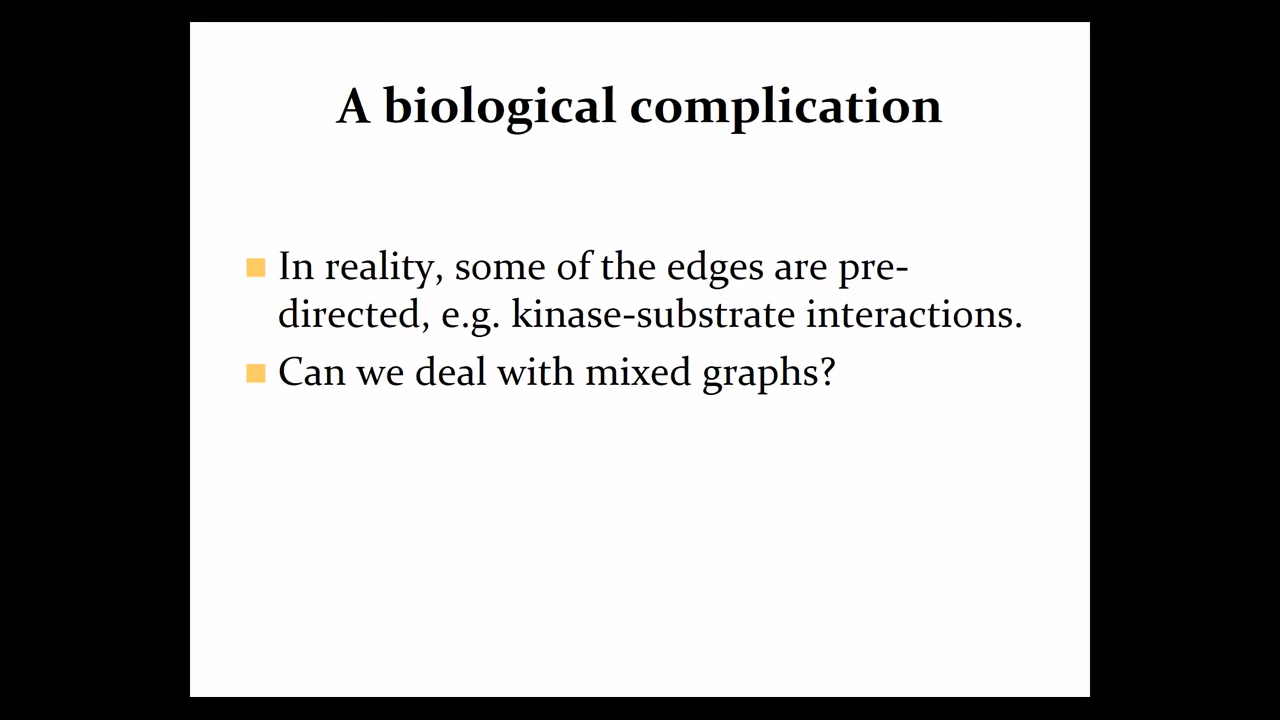 A biological complication
In reality, some of the edges are pre-
directed, e.g. kinase-substrate interactions.
Can we deal with mixed graphs?